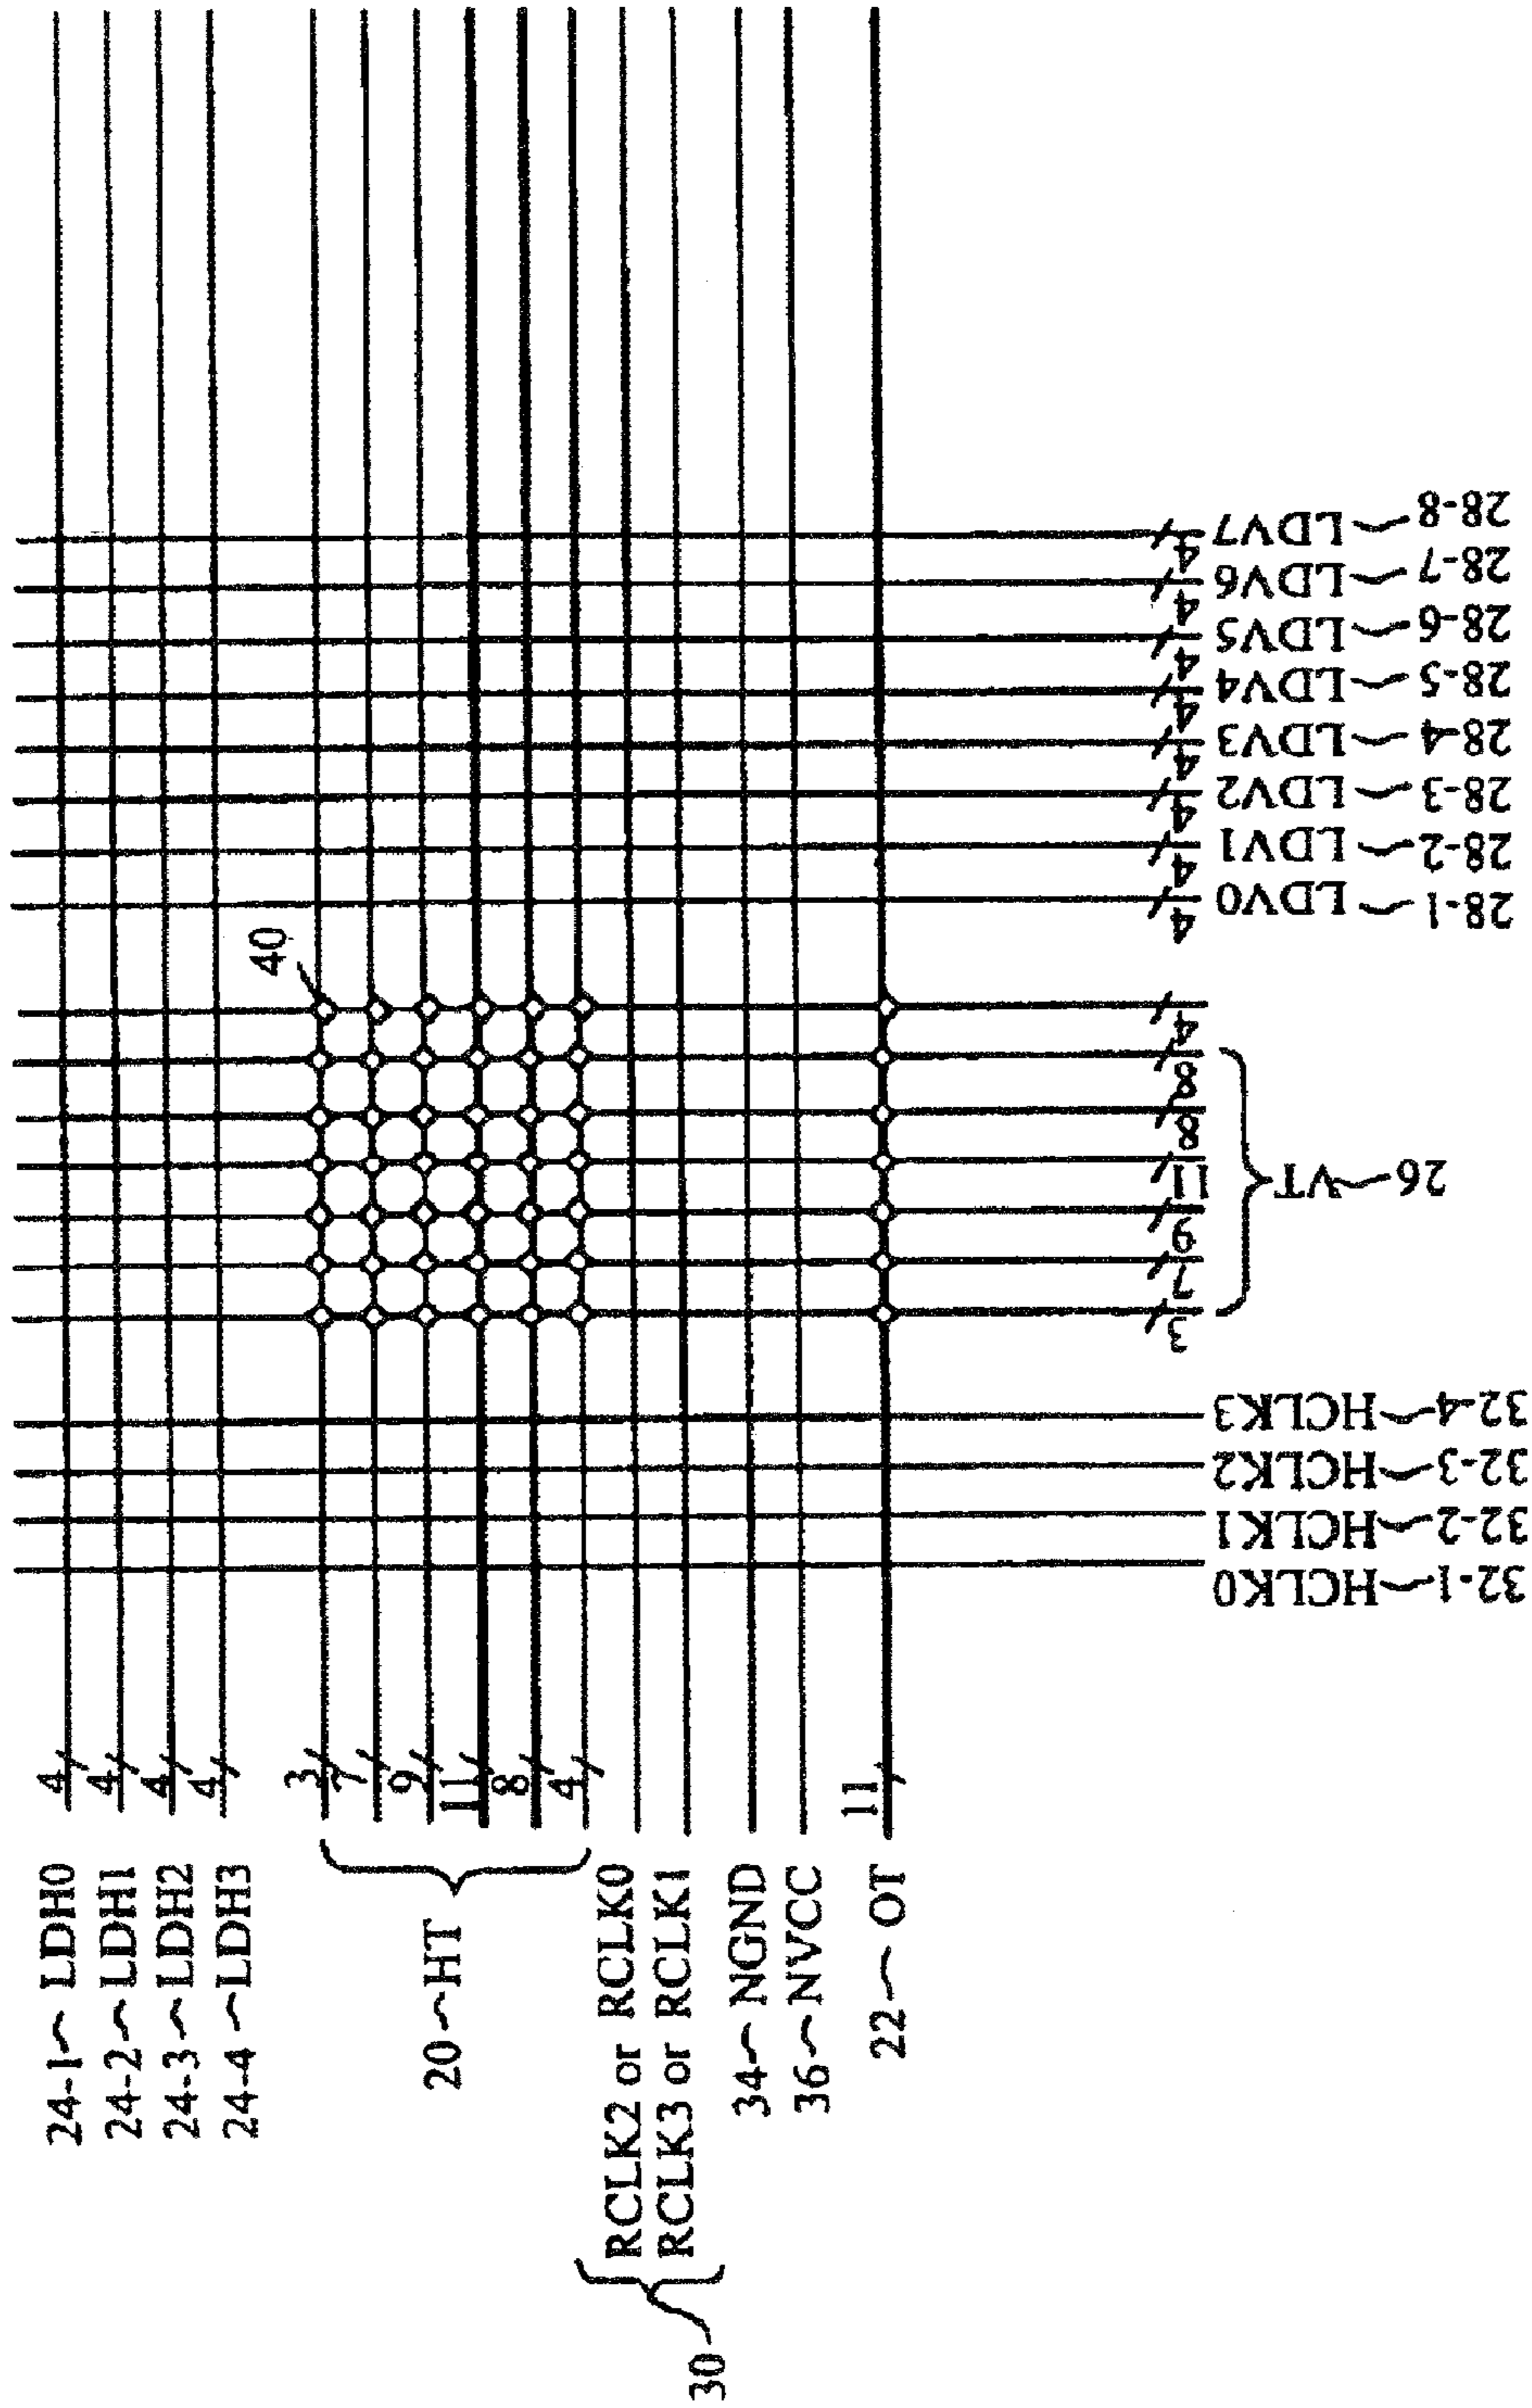 24-1 LDH0
24-2 LDH1
24-3 LDH2
24-4 LDH3
20 HT
30
RCLK2 or RCLK0
RCLK3 or RCLK1
34 NGND
36 NVCC
22 OT
4
4
4
4
3
7
9
11
8
4
11
40
32-1 HCLK0
32-2 HCLK1
32-3 HCLK2
32-4 HCLK3
3
7
9
11
8
8
4
26 VT
4
4
4
4
4
4
4
4
28-1 LDV0
28-2 LDV1
28-3 LDV2
28-4 LDV3
28-5 LDV4
28-6 LDV5
28-7 LDV6
28-8 LDV7